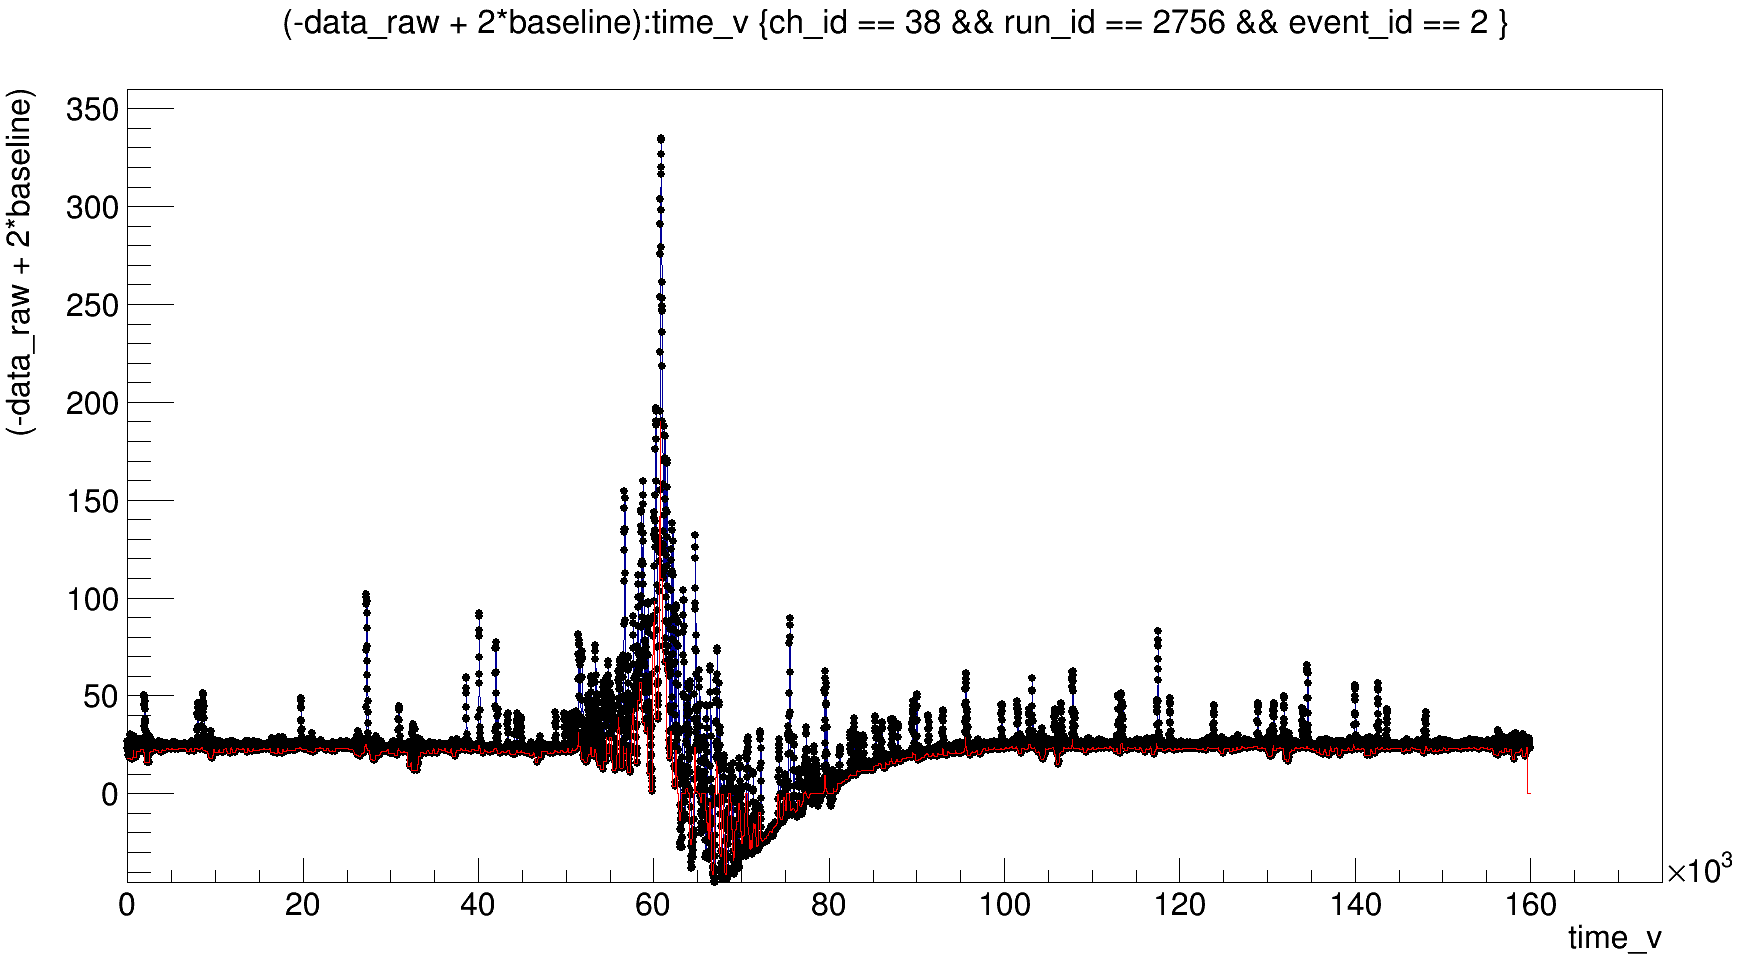 (-data_raw + 2*baseline):time_v {ch_id == 38 && run_id == 2756 && event_id == 2 }
(-data_raw + 2*baseline)
350
300
250
200
150
100
50
0
0 20 40 60 80 100 120 140 160
×10³
time_v